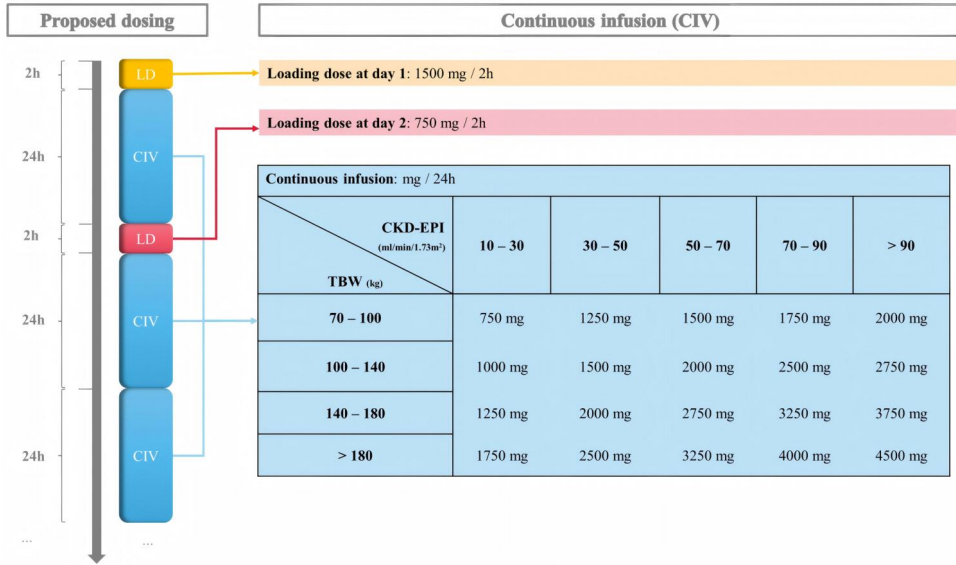 Proposed dosing
Continuous infusion (CIV)
2h
LD
Loading dose at day 1: 1500 mg / 2h
Loading dose at day 2: 750 mg / 2h
24h
CIV
Continuous infusion: mg / 24h
CKD-EPI
(ml/min/1.73m²)
TBW (kg)
10 – 30
30 – 50
50 – 70
70 – 90
> 90
2h
LD
24h
CIV
70 – 100
750 mg
1250 mg
1500 mg
1750 mg
2000 mg
100 – 140
1000 mg
1500 mg
2000 mg
2500 mg
2750 mg
140 – 180
1250 mg
2000 mg
2750 mg
3250 mg
3750 mg
24h
CIV
> 180
1750 mg
2500 mg
3250 mg
4000 mg
4500 mg
...
...